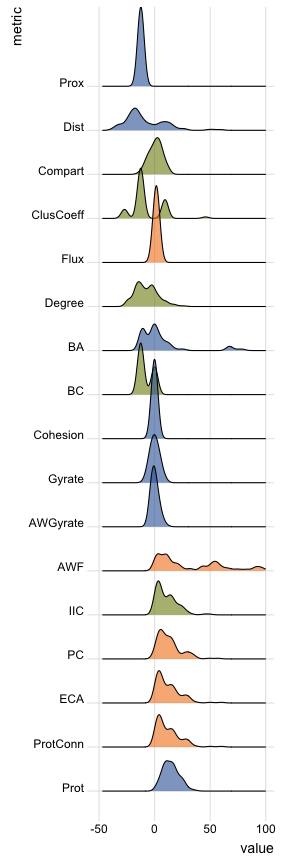 metric
Prox
Dist
Compart
ClusCoeff
Flux
Degree
BA
BC
Cohesion
Gyrate
AWGyrate
AWF
IIC
PC
ECA
ProtConn
Prot
-50 0 50 100
value